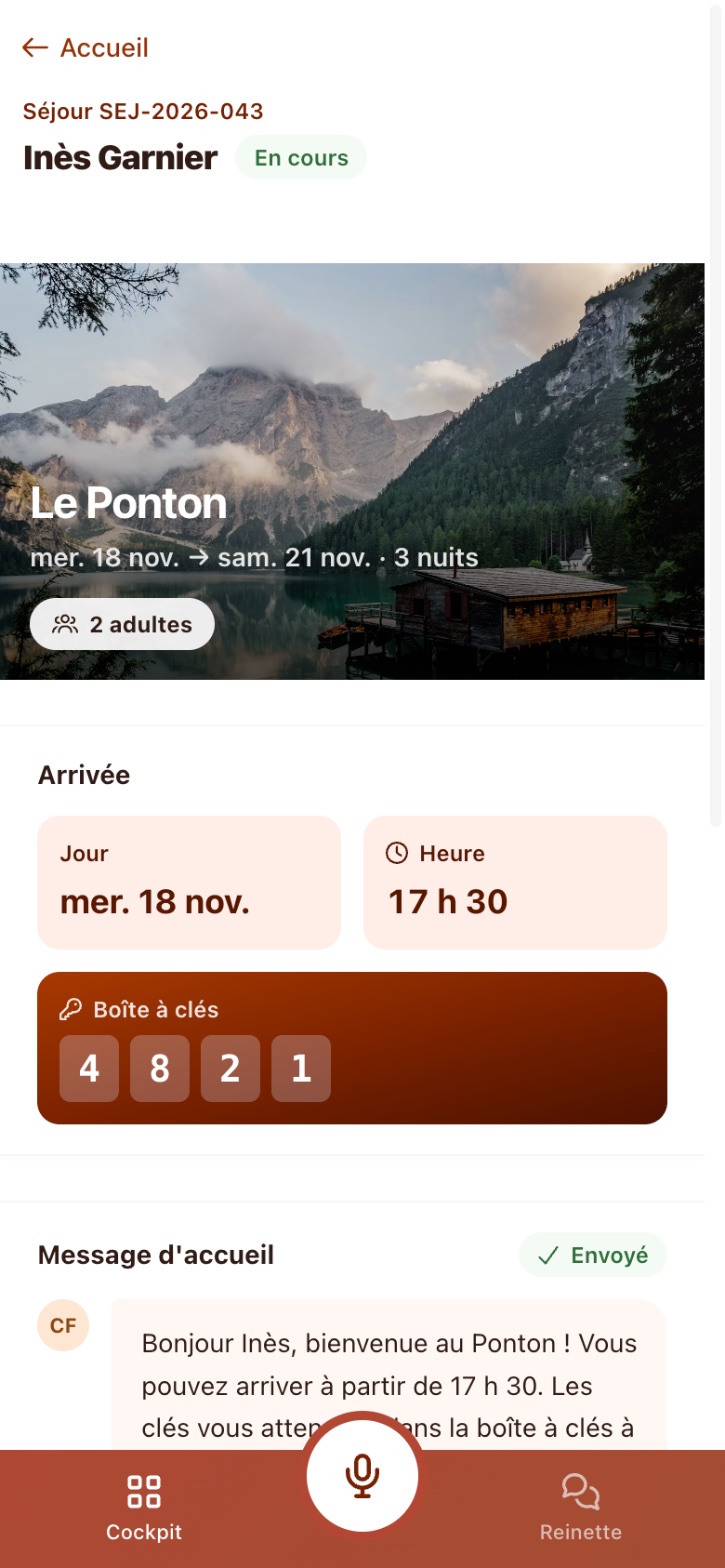 ← Accueil
Séjour SEJ-2026-043
Inès Garnier En cours
Le Ponton
mer. 18 nov. → sam. 21 nov. · 3 nuits
2 adultes
Arrivée
Jour
mer. 18 nov.
Heure
17 h 30
Boîte à clés
4 8 2 1
Message d'accueil Envoyé
CF
Bonjour Inès, bienvenue au Ponton ! Vous
pouvez arriver à partir de 17 h 30. Les
clés vous la boîte à clés à
Cockpit
Reinette